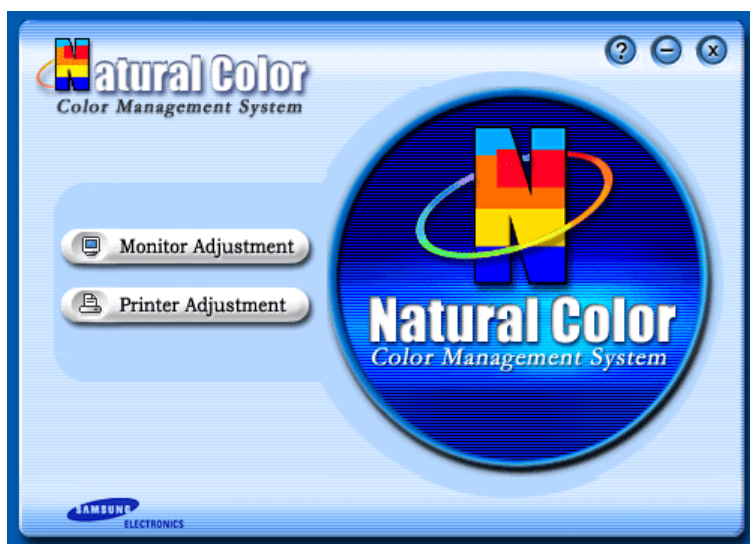 Natural Color
Color Management System
? − x
Monitor Adjustment
Printer Adjustment
N
Natural Color
Color Management System
SAMSUNG
ELECTRONICS